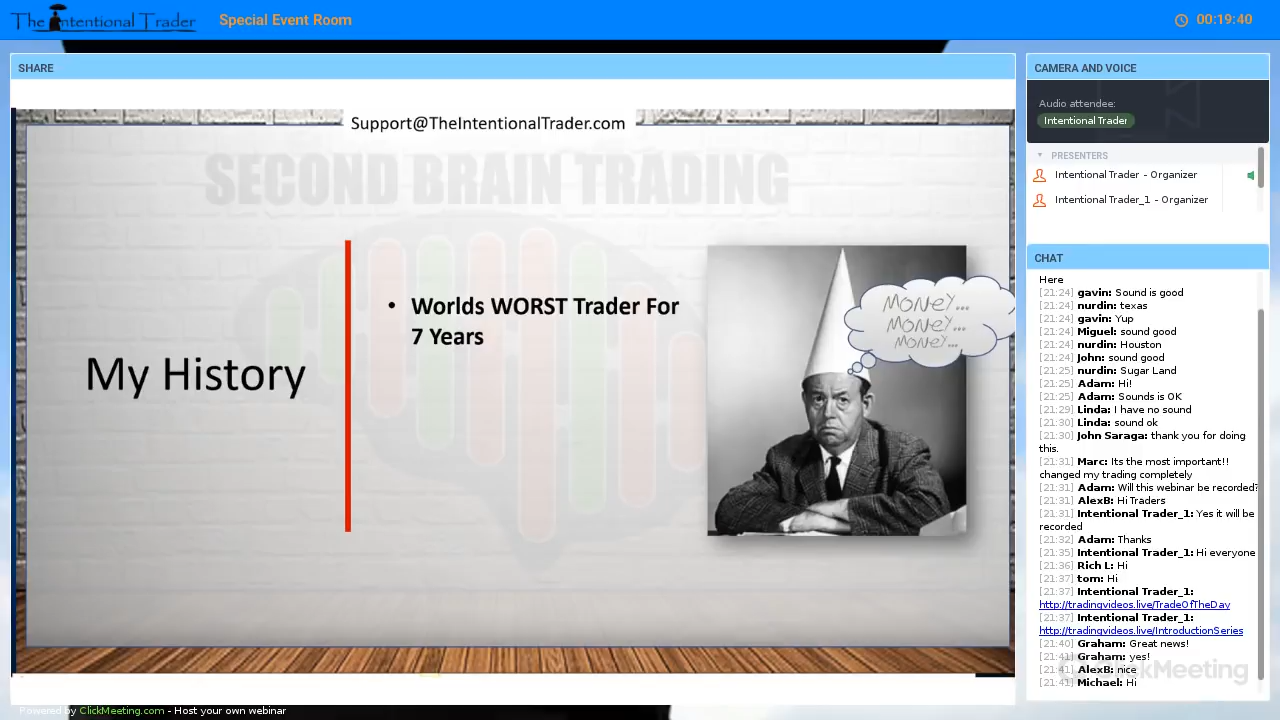 The Intentional Trader
Special Event Room
00:19:40
SHARE
Support@TheIntentionalTrader.com
SECOND BRAIN TRADING
My History
• Worlds WORST Trader For
7 Years
MONEY...
MONEY...
MONEY...
CAMERA AND VOICE
Audio attendee:
Intentional Trader
PRESENTERS
Intentional Trader - Organizer
Intentional Trader_1 - Organizer
CHAT
Here
[21:24] gavin: Sound is good
[21:24] nurdin: texas
[21:24] gavin: Yup
[21:24] Miguel: sound good
[21:24] nurdin: Houston
[21:24] John: sound good
[21:25] nurdin: Sugar Land
[21:25] Adam: Hi!
[21:25] Adam: Sounds is OK
[21:29] Linda: I have no sound
[21:30] Linda: sound ok
[21:30] John Saraga: thank you for doing
this.
[21:31] Marc: Its the most important!!
changed my trading completely
[21:31] Adam: Will this webinar be recorded?
[21:31] AlexB: Hi Traders
[21:31] Intentional Trader_1: Yes it will be
recorded
[21:32] Adam: Thanks
[21:35] Intentional Trader_1: Hi everyone
[21:36] Rich L: Hi
[21:37] tom: Hi
[21:37] Intentional Trader_1:
http://tradingvideos.live/TradeOfTheDay
[21:37] Intentional Trader_1:
http://tradingvideos.live/IntroductionSeries
[21:40] Graham: Great news!
[21:41] Graham: yes!
[21:41] AlexB: nice
[21:41] Michael: Hi
ClickMeeting
Powered by ClickMeeting.com - Host your own webinar